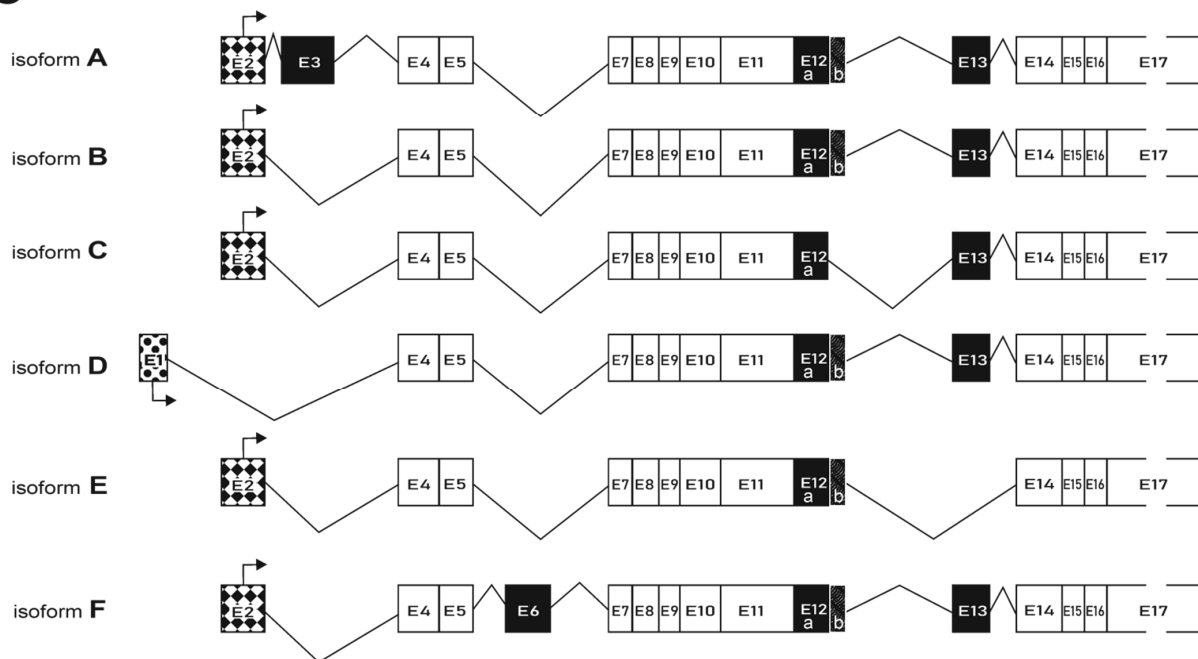 isoform A E2 E3 E4 E5 E7 E8 E9 E10 E11 E12 a b E13 E14 E15 E16 E17
isoform B E2 E4 E5 E7 E8 E9 E10 E11 E12 a b E13 E14 E15 E16 E17
isoform C E2 E4 E5 E7 E8 E9 E10 E11 E12 a E13 E14 E15 E16 E17
isoform D E1 E4 E5 E7 E8 E9 E10 E11 E12 a b E13 E14 E15 E16 E17
isoform E E2 E4 E5 E7 E8 E9 E10 E11 E12 a b E14 E15 E16 E17
isoform F E2 E4 E5 E6 E7 E8 E9 E10 E11 E12 a b E13 E14 E15 E16 E17